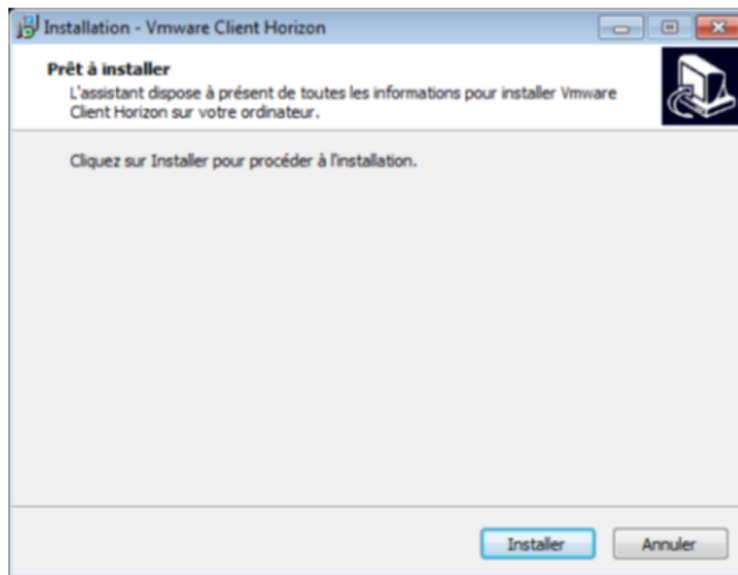 Installation - Vmware Client Horizon
Prêt à installer
L'assistant dispose à présent de toutes les informations pour installer Vmware
Client Horizon sur votre ordinateur.
Cliquez sur Installer pour procéder à l'installation.
Installer
Annuler